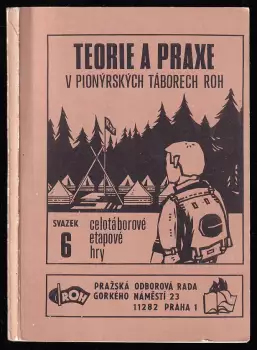 TEORIE A PRAXE
V PIONÝRSKÝCH TÁBORECH ROH
SVAZEK
6
celotáborové
etapové
hry
ROH
PRAŽSKÁ ODBOROVÁ RADA
GORKÉHO NÁMĚSTÍ 23
11282 PRAHA 1